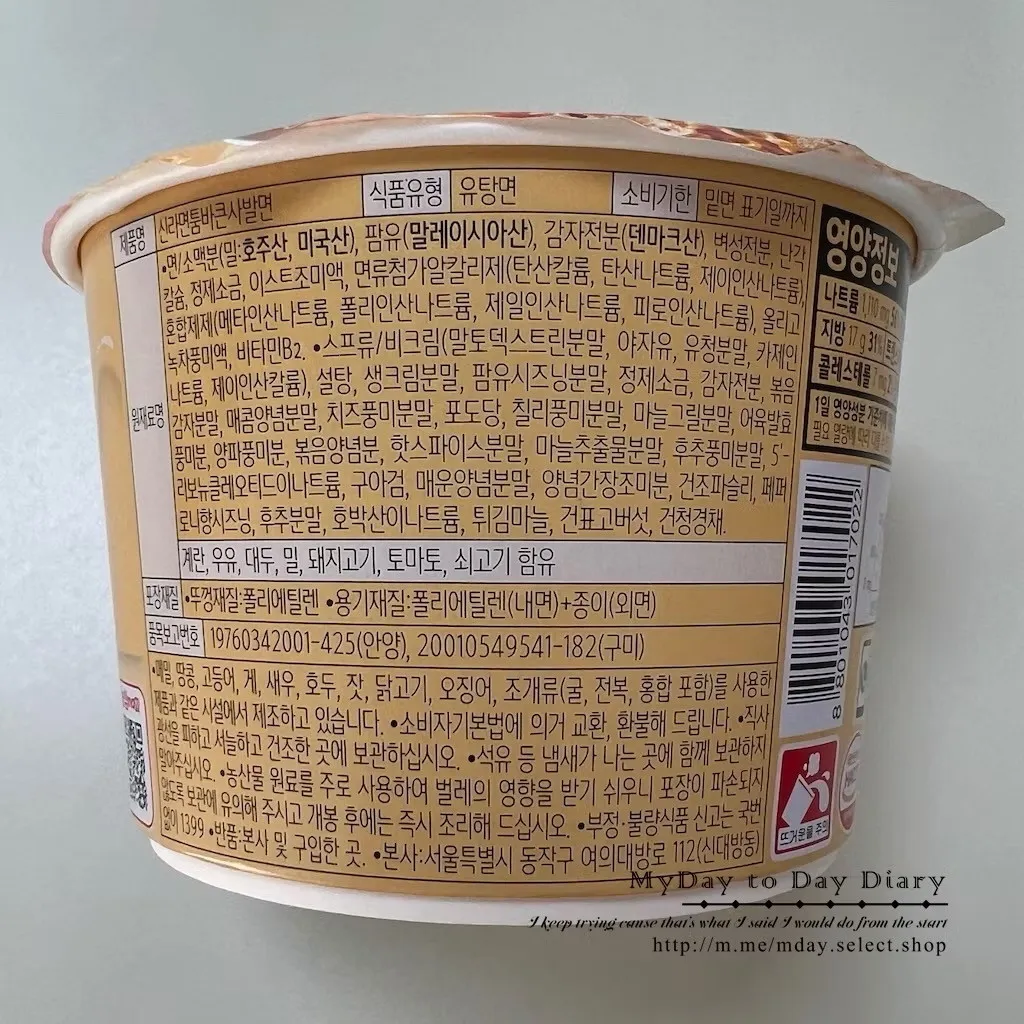 제품명 신라면툼바큰사발면 식품유형 유탕면 소비기한 밑면 표기일까지
원재료명
•면/소맥분(밀:호주산, 미국산), 팜유(말레이시아산), 감자전분(덴마크산), 변성전분, 난각
칼슘, 정제소금, 이스트조미액, 면류첨가알칼리제(탄산칼륨, 탄산나트륨, 제이인산나트륨),
혼합제제(메타인산나트륨, 폴리인산나트륨, 제일인산나트륨, 피로인산나트륨), 올리고
녹차풍미액, 비타민B2. •스프류/비크림(말토덱스트린분말, 야자유, 유청분말, 카제인
나트륨, 제이인산칼륨), 설탕, 생크림분말, 팜유시즈닝분말, 정제소금, 감자전분, 볶음
감자분말, 매콤양념분말, 치즈풍미분말, 포도당, 칠리풍미분말, 마늘그릴분말, 어육발효
풍미분, 양파풍미분, 볶음양념분, 핫스파이스분말, 마늘추출물분말, 후추풍미분말, 5'-
리보뉴클레오티드이나트륨, 구아검, 매운양념분말, 양념간장조미분, 건조파슬리, 페퍼
로니향시즈닝, 후추분말, 호박산이나트륨, 튀김마늘, 건표고버섯, 건청경채.
계란, 우유, 대두, 밀, 돼지고기, 토마토, 쇠고기 함유
포장재질 •뚜껑재질:폴리에틸렌 •용기재질:폴리에틸렌(내면)+종이(외면)
품목보고번호 19760342001-425(안양), 20010549541-182(구미)
•메밀, 땅콩, 고등어, 게, 새우, 호두, 잣, 닭고기, 오징어, 조개류(굴, 전복, 홍합 포함)를 사용한
제품과 같은 시설에서 제조하고 있습니다. •소비자기본법에 의거 교환, 환불해 드립니다. •직사
광선을 피하고 서늘하고 건조한 곳에 보관하십시오. •석유 등 냄새가 나는 곳에 함께 보관하지
말아주십시오. •농산물 원료를 주로 사용하여 벌레의 영향을 받기 쉬우니 포장이 파손되지
않도록 보관에 유의해 주시고 개봉 후에는 즉시 조리해 드십시오. •부정·불량식품 신고는 국번
없이 1399 •반품:본사 및 구입한 곳. •본사:서울특별시 동작구 여의대방로 112(신대방동)
영양정보
나트륨 1,110 mg
지방 17 g 31%
콜레스테롤
1일 영양성분
8 801043 017022
뜨거운물 주의
MyDay to Day Diary
I keep trying cause that's what I said I would do from the start
http://m.me/mday.select.shop